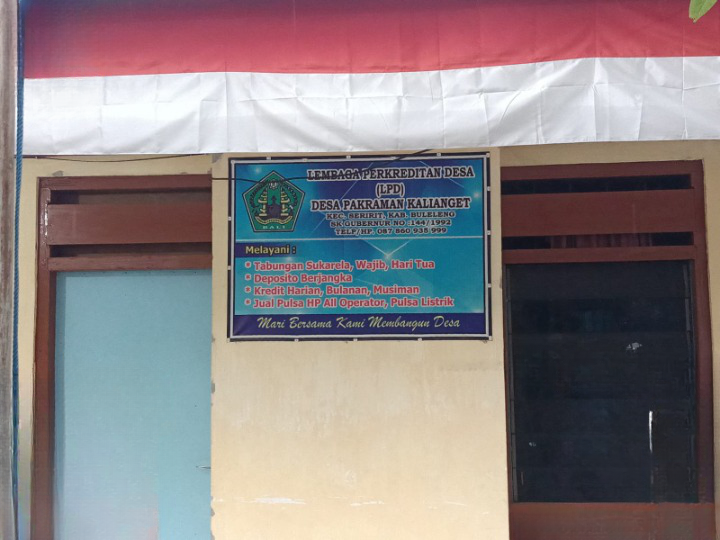 LEMBAGA PERKREDITAN DESA
(LPD)
DESA PAKRAMAN KALIANGET
KEC. SERIRIT, KAB. BULELENG
SK.GUBERNUR NO :144/1992
TELP/HP. 087 860 935 999
BALI
Melayani :
* Tabungan Sukarela, Wajib, Hari Tua
* Deposito Berjangka
* Kredit Harian, Bulanan, Musiman
* Jual Pulsa HP All Operator, Pulsa Listrik
Mari Bersama Kami Membangun Desa